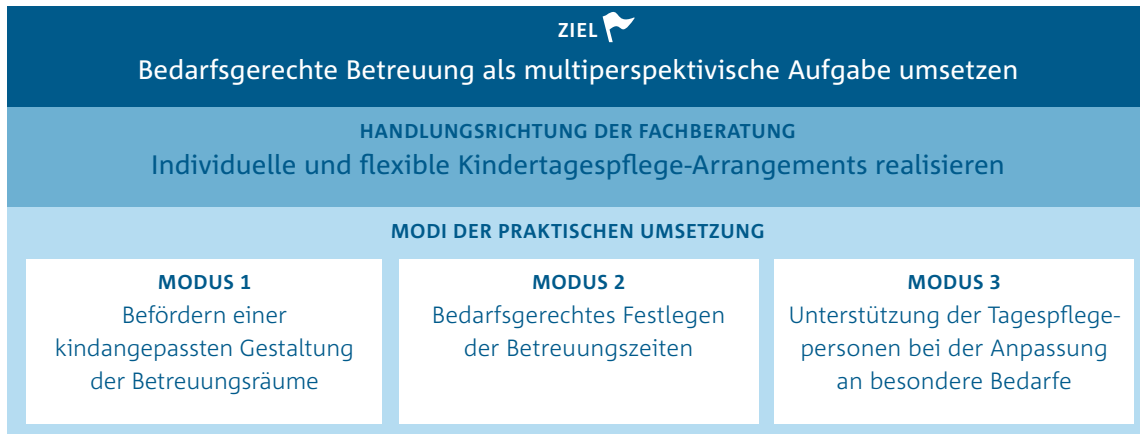 ZIEL
Bedarfsgerechte Betreuung als multiperspektivische Aufgabe umsetzen
HANDLUNGSRICHTUNG DER FACHBERATUNG
Individuelle und flexible Kindertagespflege-Arrangements realisieren
MODI DER PRAKTISCHEN UMSETZUNG
MODUS 1
Befördern einer
kindangepassten Gestaltung
der Betreuungsräume
MODUS 2
Bedarfsgerechtes Festlegen
der Betreuungszeiten
MODUS 3
Unterstützung der Tagespflege-
personen bei der Anpassung
an besondere Bedarfe